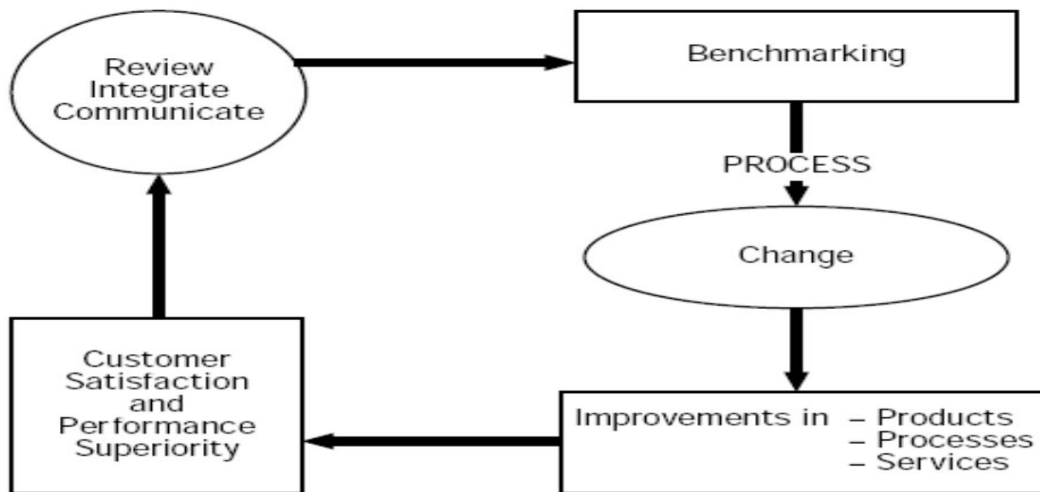 Review
Integrate
Communicate
Benchmarking
PROCESS
Change
Improvements in – Products
– Processes
– Services
Customer
Satisfaction
and
Performance
Superiority